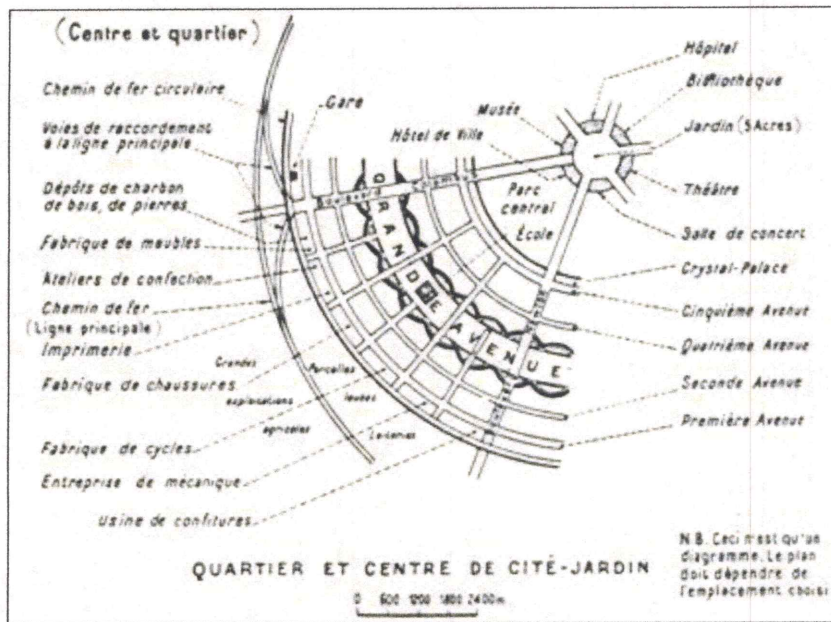 (Centre et quartier)
Chemin de fer circulaire
Voies de raccordement
à la ligne principale
Dépôts de charbon
de bois, de pierres
Fabrique de meubles
Ateliers de confection
Chemin de fer
(Ligne principale)
Imprimerie
Fabrique de chaussures
Fabrique de cycles
Entreprise de mécanique
Usine de confitures
Gare
Musée
Hôtel de Ville
Parc
central
École
Boulevard
GRANDE AVENUE
Grandes
exploitations
agricoles
Parcelles
louées
Laiteries
Hôpital
Bibliothèque
Jardin (5 Acres)
Théâtre
Salle de concert
Crystal-Palace
Cinquième Avenue
Quatrième Avenue
Seconde Avenue
Première Avenue
QUARTIER ET CENTRE DE CITÉ-JARDIN
0 600 1200 1800 2400m
N.B. Ceci n'est qu'un
diagramme. Le plan
doit dépendre de
l'emplacement choisi